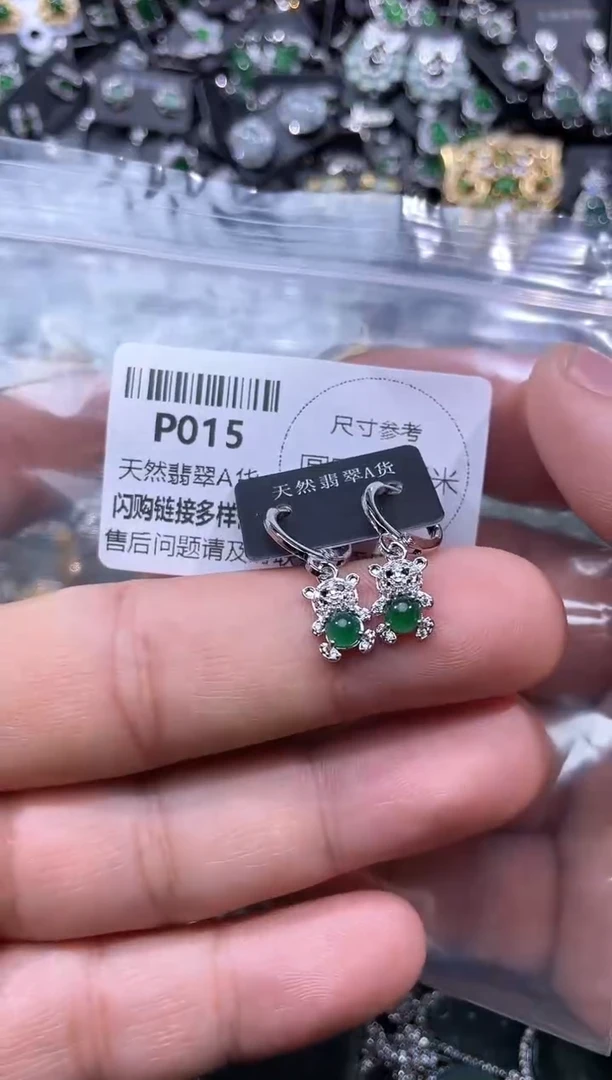 P015
天然翡翠A货
闪购链接多样
售后问题请及
尺寸参考
米
天然翡翠A货